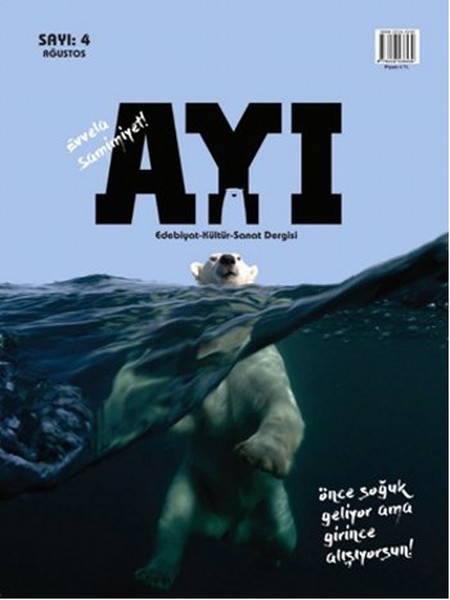 SAYI: 4
AĞUSTOS
Evvela
Samimiyet!
AYI
Edebiyat-Kültür-Sanat Dergisi
önce soğuk
geliyor ama
girince
alışıyorsun!